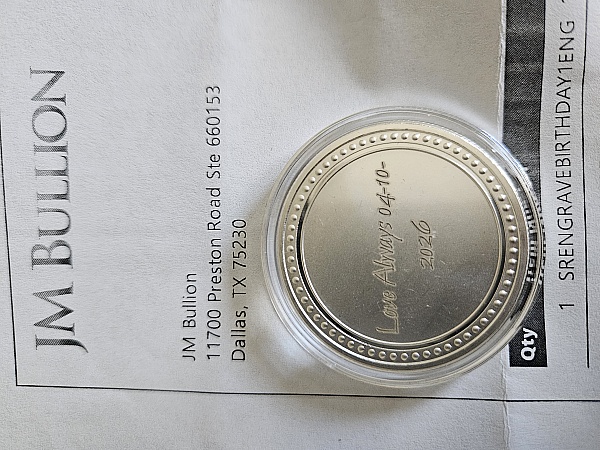 JM BULLION
JM Bullion
11700 Preston Road Ste 660153
Dallas, TX 75230
Love Always 04-10-
2026
Qty
1 SRENGRAVEBIRTHDAY1ENG